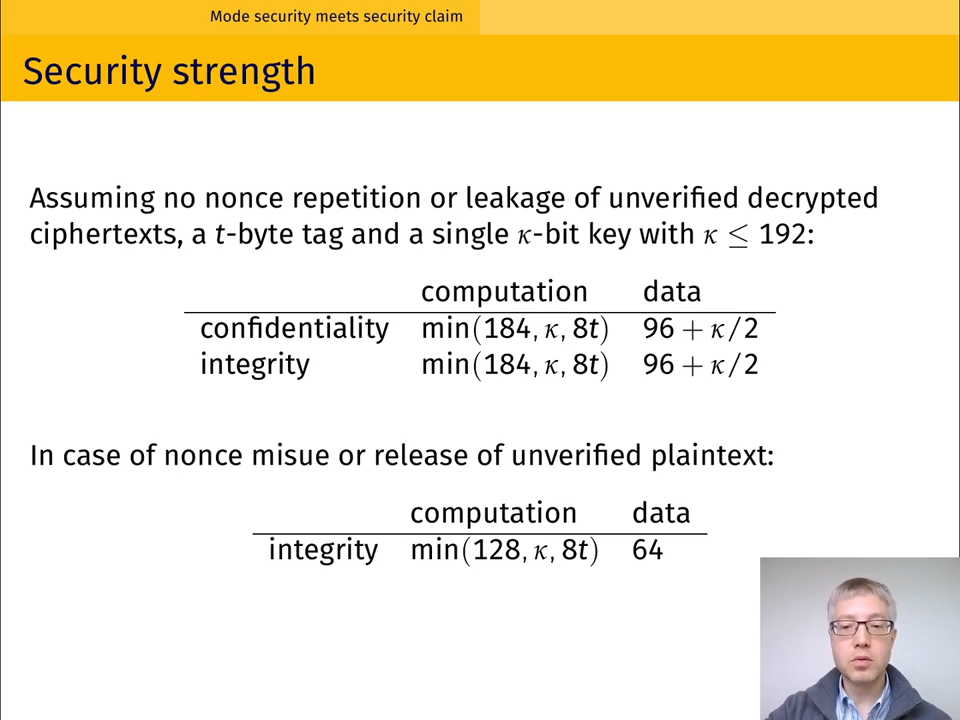 Mode security meets security claim
Security strength
Assuming no nonce repetition or leakage of unverified decrypted
ciphertexts, a t-byte tag and a single κ-bit key with κ ≤ 192:
computation data
confidentiality min(184, κ, 8t) 96 + κ/2
integrity min(184, κ, 8t) 96 + κ/2
In case of nonce misue or release of unverified plaintext:
computation data
integrity min(128, κ, 8t) 64